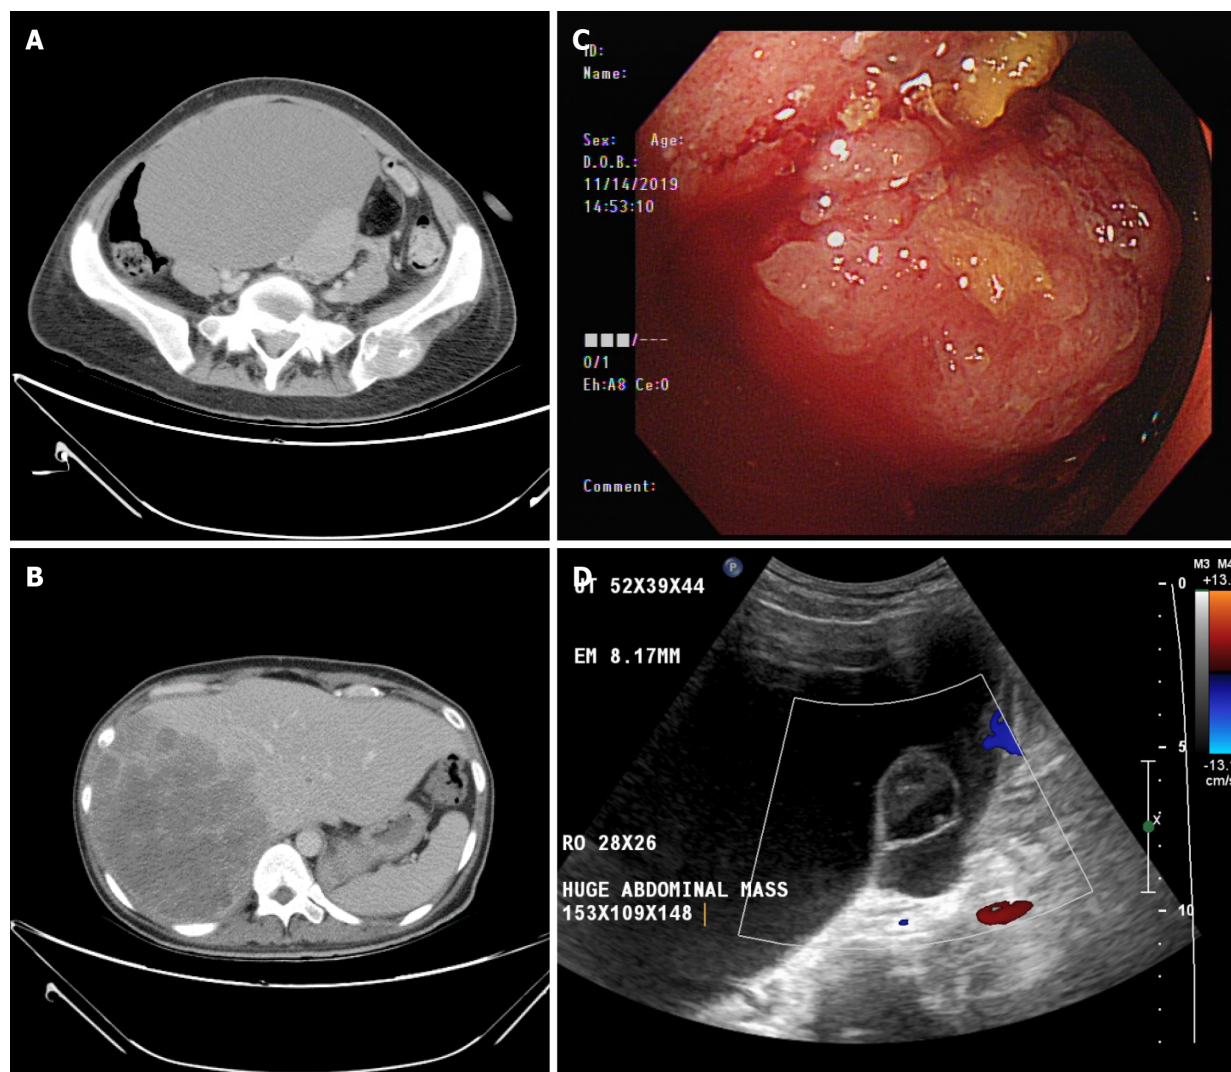 A
B
C
ID:
Name:
Sex: Age:
D.O.B.:
11/14/2019
14:53:10
■■■/---
0/1
Eh:A8 Ce:0
Comment:
D
P
UT 52X39X44
EM 8.17MM
RO 28X26
HUGE ABDOMINAL MASS
153X109X148
M3 M4
+13.
-13.
cm/s
0
5
X
10